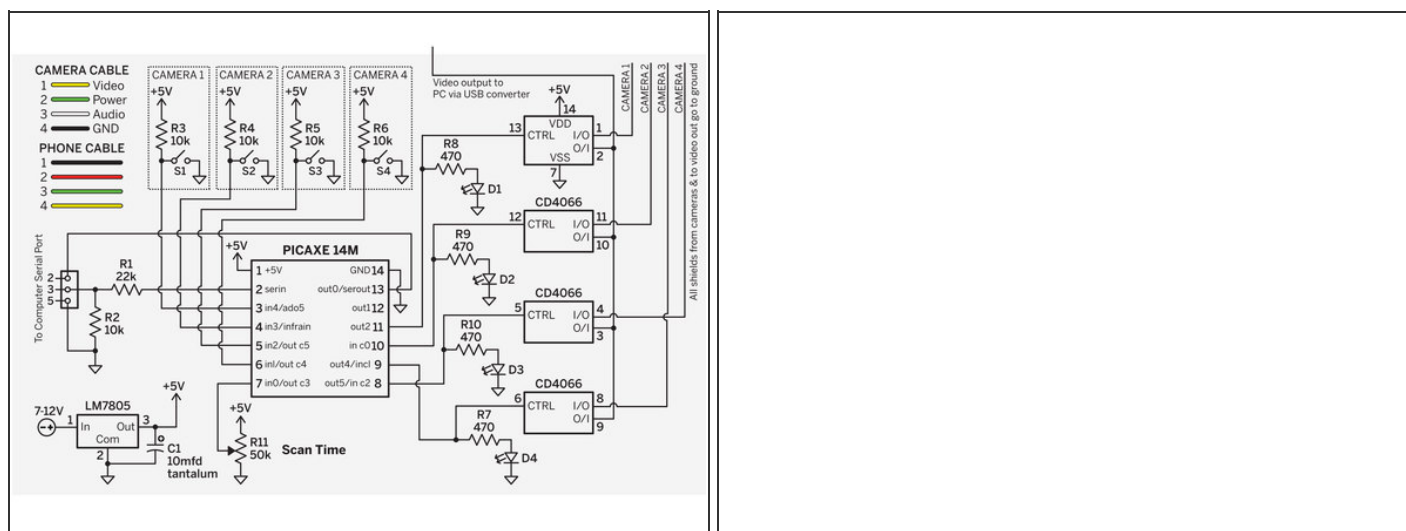 CAMERA CABLE
1 Video
2 Power
3 Audio
4 GND
PHONE CABLE
1
2
3
4
CAMERA 1
+5V
R3
10k
S1
CAMERA 2
+5V
R4
10k
S2
CAMERA 3
+5V
R5
10k
S3
CAMERA 4
+5V
R6
10k
S4
Video output to
PC via USB converter
CAMERA 1
CAMERA 2
CAMERA 3
CAMERA 4
All shields from cameras & to video out go to ground
+5V
14
VDD
13 CTRL I/O 1
O/I 2
VSS
7
R8
470
D1
CD4066
12 CTRL I/O 11
O/I 10
R9
470
D2
CD4066
5 CTRL I/O 4
O/I 3
R10
470
D3
CD4066
6 CTRL I/O 8
O/I 9
R7
470
D4
To Computer Serial Port
2
3
5
R1
22k
R2
10k
+5V
PICAXE 14M
1 +5V GND 14
2 serin out0/serout 13
3 in4/ado5 out1 12
4 in3/infrain out2 11
5 in2/out c5 in c0 10
6 in1/out c4 out4/inc1 9
7 in0/out c3 out5/in c2 8
+5V
R11
50k
Scan Time
7-12V
LM7805
1 In Out 3
Com
2
+5V
C1
10mfd
tantalum